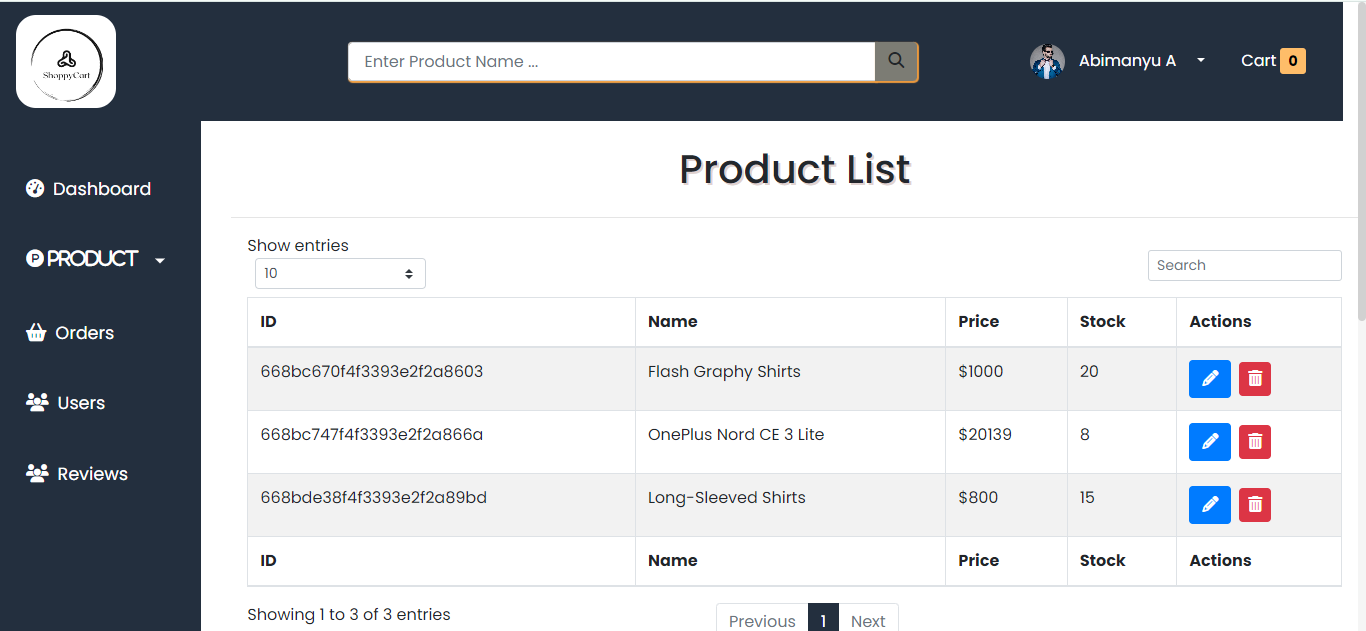 ShoppyCart
Enter Product Name ...
Abimanyu A
Cart 0
Dashboard
P PRODUCT
Orders
Users
Reviews
Product List
Show entries
10
Search
ID Name Price Stock Actions
668bc670f4f3393e2f2a8603 Flash Graphy Shirts $1000 20
668bc747f4f3393e2f2a866a OnePlus Nord CE 3 Lite $20139 8
668bde38f4f3393e2f2a89bd Long-Sleeved Shirts $800 15
ID Name Price Stock Actions
Showing 1 to 3 of 3 entries
Previous 1 Next